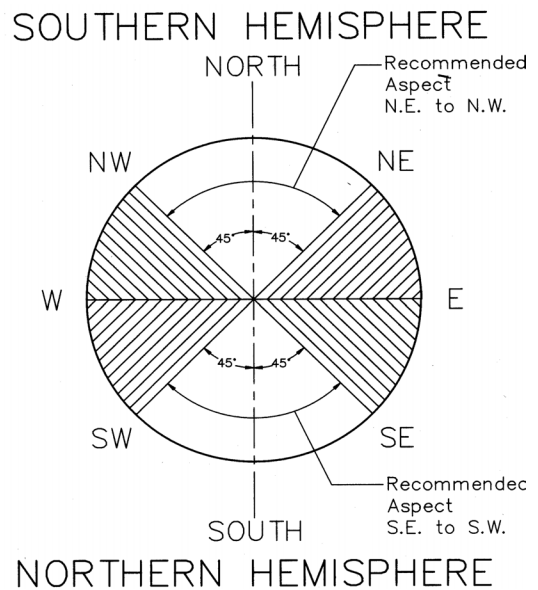 SOUTHERN HEMISPHERE
NORTH
Recommended
Aspect
N.E. to N.W.
NW
NE
45°
45°
W
E
45°
45°
SW
SE
Recommended
Aspect
S.E. to S.W.
SOUTH
NORTHERN HEMISPHERE